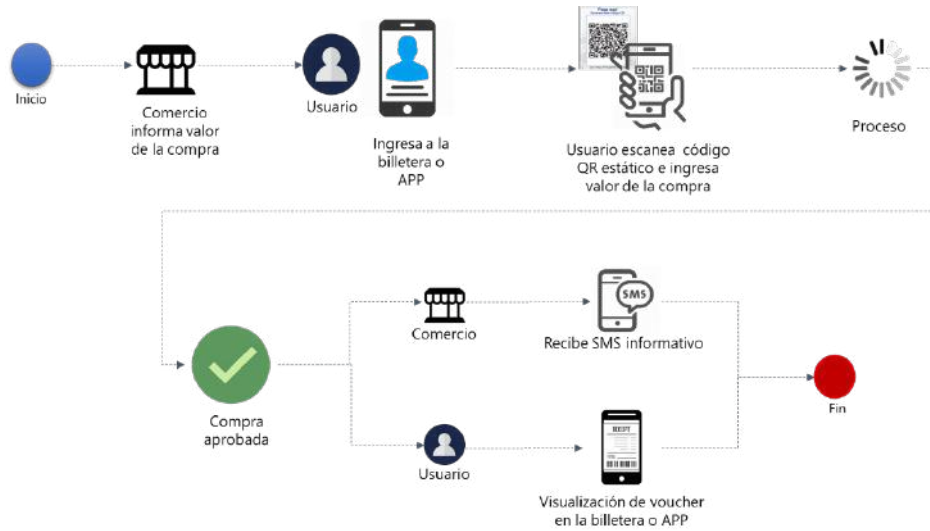 Inicio
Comercio
informa valor
de la compra
Usuario
Ingresa a la
billetera o
APP
Usuario escanea código
QR estático e ingresa
valor de la compra
Proceso
Compra
aprobada
Comercio
SMS
Recibe SMS informativo
Usuario
Visualización de voucher
en la billetera o APP
Fin